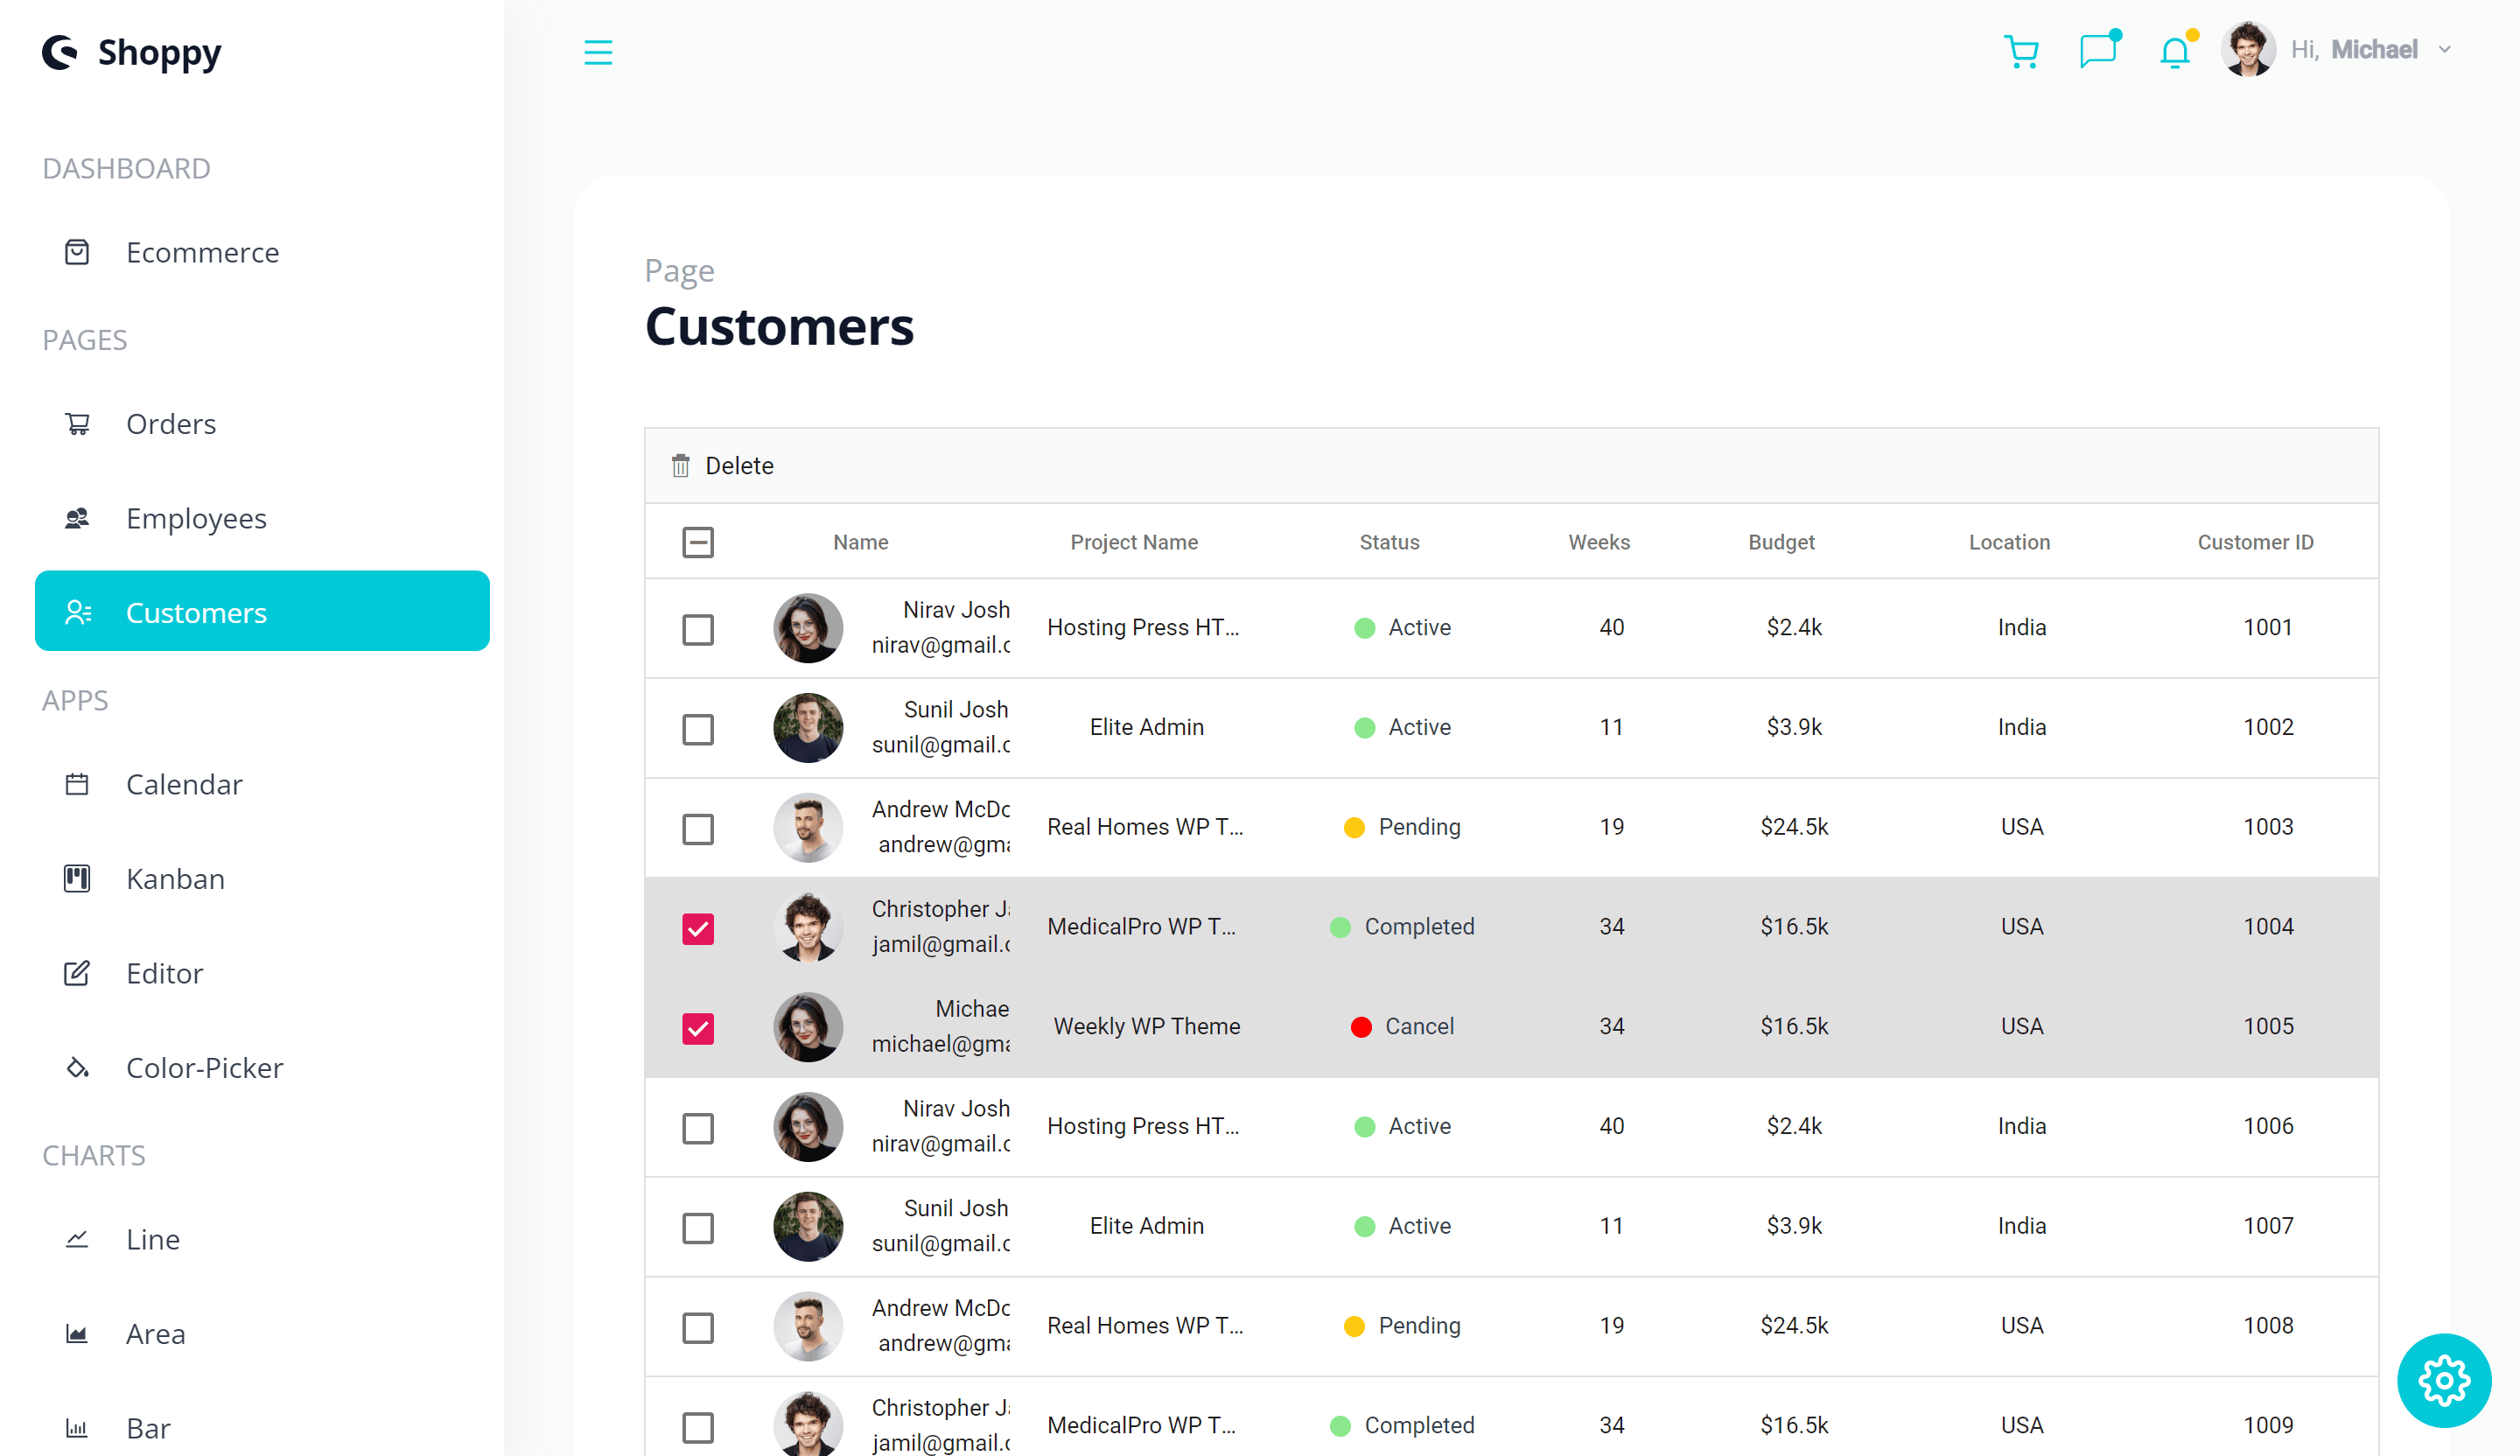 Shoppy
Hi, Michael
DASHBOARD
Ecommerce
PAGES
Orders
Employees
Customers
APPS
Calendar
Kanban
Editor
Color-Picker
CHARTS
Line
Area
Bar
Page
Customers
Delete
Name Project Name Status Weeks Budget Location Customer ID
Nirav Josh
nirav@gmail.c
Hosting Press HT... Active 40 $2.4k India 1001
Sunil Josh
sunil@gmail.c
Elite Admin Active 11 $3.9k India 1002
Andrew McDo
andrew@gma
Real Homes WP T... Pending 19 $24.5k USA 1003
Christopher Ja
jamil@gmail.c
MedicalPro WP T... Completed 34 $16.5k USA 1004
Michae
michael@gma
Weekly WP Theme Cancel 34 $16.5k USA 1005
Nirav Josh
nirav@gmail.c
Hosting Press HT... Active 40 $2.4k India 1006
Sunil Josh
sunil@gmail.c
Elite Admin Active 11 $3.9k India 1007
Andrew McDo
andrew@gma
Real Homes WP T... Pending 19 $24.5k USA 1008
Christopher Ja
jamil@gmail.c
MedicalPro WP T... Completed 34 $16.5k USA 1009